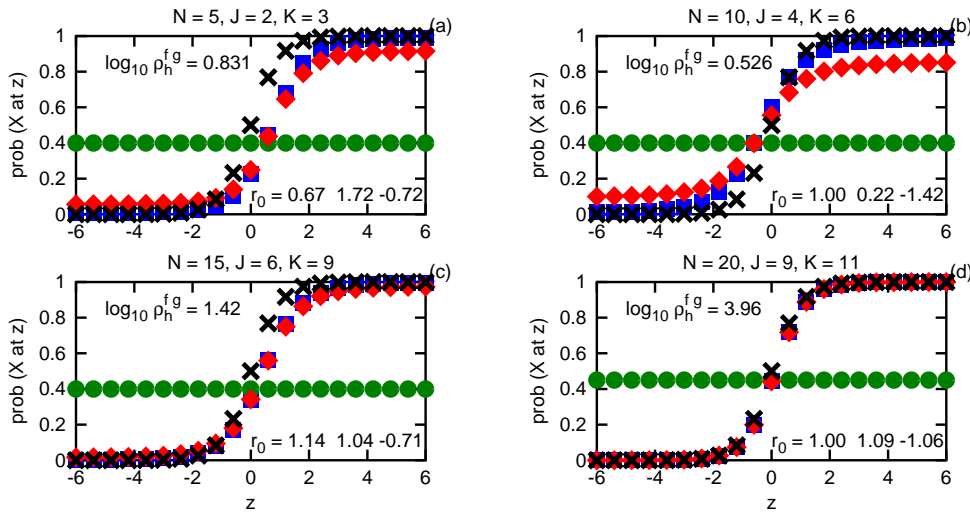 N = 5, J = 2, K = 3
(a)
1
0.8
0.6
0.4
0.2
0
prob (X at z)
log10 ρh^f g = 0.831
r0 = 0.67 1.72 -0.72
-6 -4 -2 0 2 4 6
z
N = 10, J = 4, K = 6
(b)
1
0.8
0.6
0.4
0.2
0
prob (X at z)
log10 ρh^f g = 0.526
r0 = 1.00 0.22 -1.42
-6 -4 -2 0 2 4 6
z
N = 15, J = 6, K = 9
(c)
1
0.8
0.6
0.4
0.2
0
prob (X at z)
log10 ρh^f g = 1.42
r0 = 1.14 1.04 -0.71
-6 -4 -2 0 2 4 6
z
N = 20, J = 9, K = 11
(d)
1
0.8
0.6
0.4
0.2
0
prob (X at z)
log10 ρh^f g = 3.96
r0 = 1.00 1.09 -1.06
-6 -4 -2 0 2 4 6
z